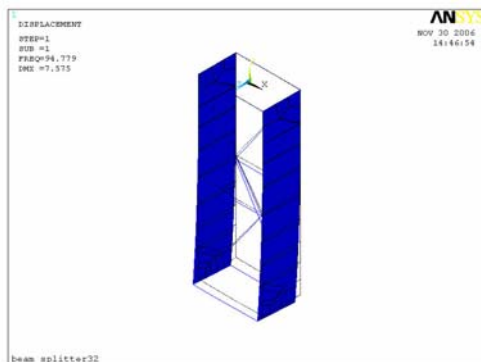 1
DISPLACEMENT
STEP=1
SUB =1
FREQ=94.779
DMX =7.575
ANSYS
NOV 30 2006
14:46:54
X
beam splitter32